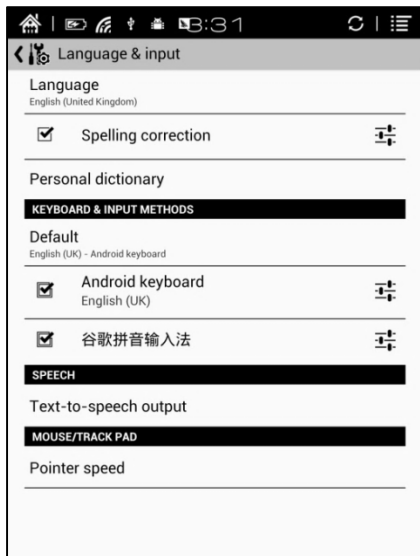 8:31
Language & input
Language
English (United Kingdom)
Spelling correction
Personal dictionary
KEYBOARD & INPUT METHODS
Default
English (UK) - Android keyboard
Android keyboard
English (UK)
谷歌拼音输入法
SPEECH
Text-to-speech output
MOUSE/TRACK PAD
Pointer speed